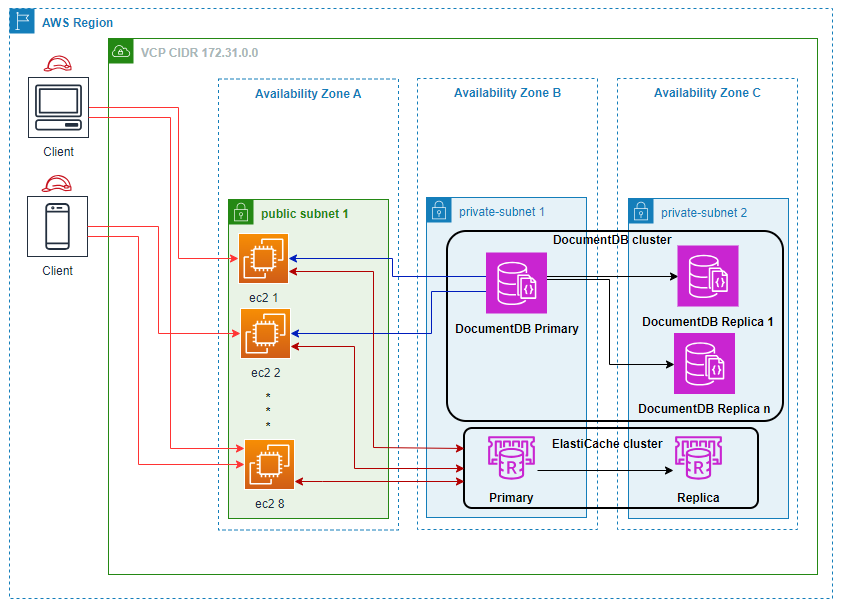 AWS Region
VCP CIDR 172.31.0.0
Availability Zone A
Availability Zone B
Availability Zone C
Client
Client
public subnet 1
private-subnet 1
private-subnet 2
DocumentDB cluster
ec2 1
DocumentDB Primary
DocumentDB Replica 1
ec2 2
*
*
*
DocumentDB Replica n
ElastiCache cluster
R
R
Primary
Replica
ec2 8